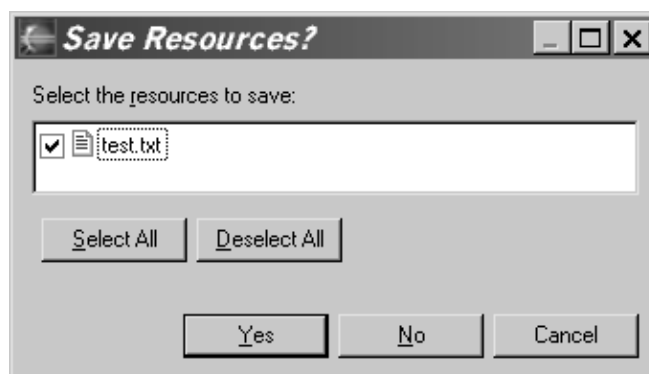 Save Resources?
Select the resources to save:
test.txt
Select All Deselect All
Yes No Cancel